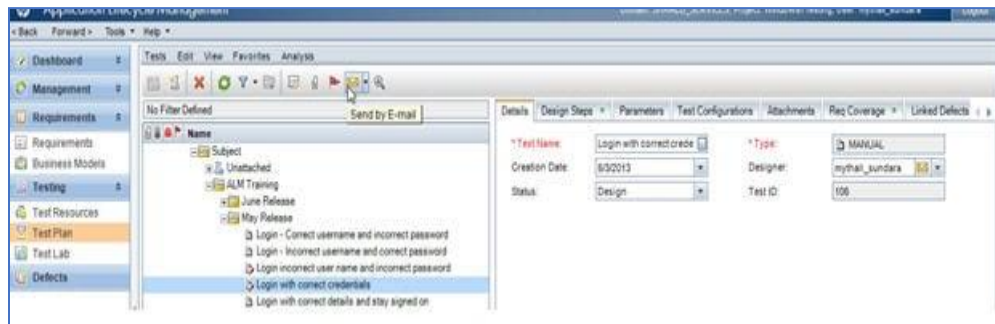 Application Lifecycle Management
Logout
<Back Forward> Tools Help
Dashboard
Management
Requirements
Requirements
Business Models
Testing
Test Resources
Test Plan
Test Lab
Defects
Tests Edit View Favorites Analysis
No Filter Defined
Send by E-mail
Name
Subject
Unattached
ALM Training
June Release
May Release
Login - Correct username and incorrect password
Login - Incorrect username and correct password
Login incorrect user name and incorrect password
Login with correct credentials
Login with correct details and stay signed on
Details Design Steps * Parameters Test Configurations Attachments Req Coverage * Linked Defects
*Test Name: Login with correct crede *Type: MANUAL
Creation Date: 6/3/2013 Designer: mythali_sundara
Status: Design Test ID: 106